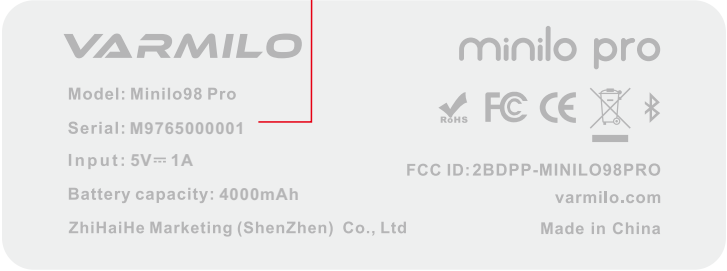 VARMILO
minilo pro
Model: Minilo98 Pro
Serial: M9765000001
Input: 5V⎓1A
Battery capacity: 4000mAh
ZhiHaiHe Marketing (ShenZhen) Co., Ltd
RoHS FC CE
FCC ID: 2BDPP-MINILO98PRO
varmilo.com
Made in China